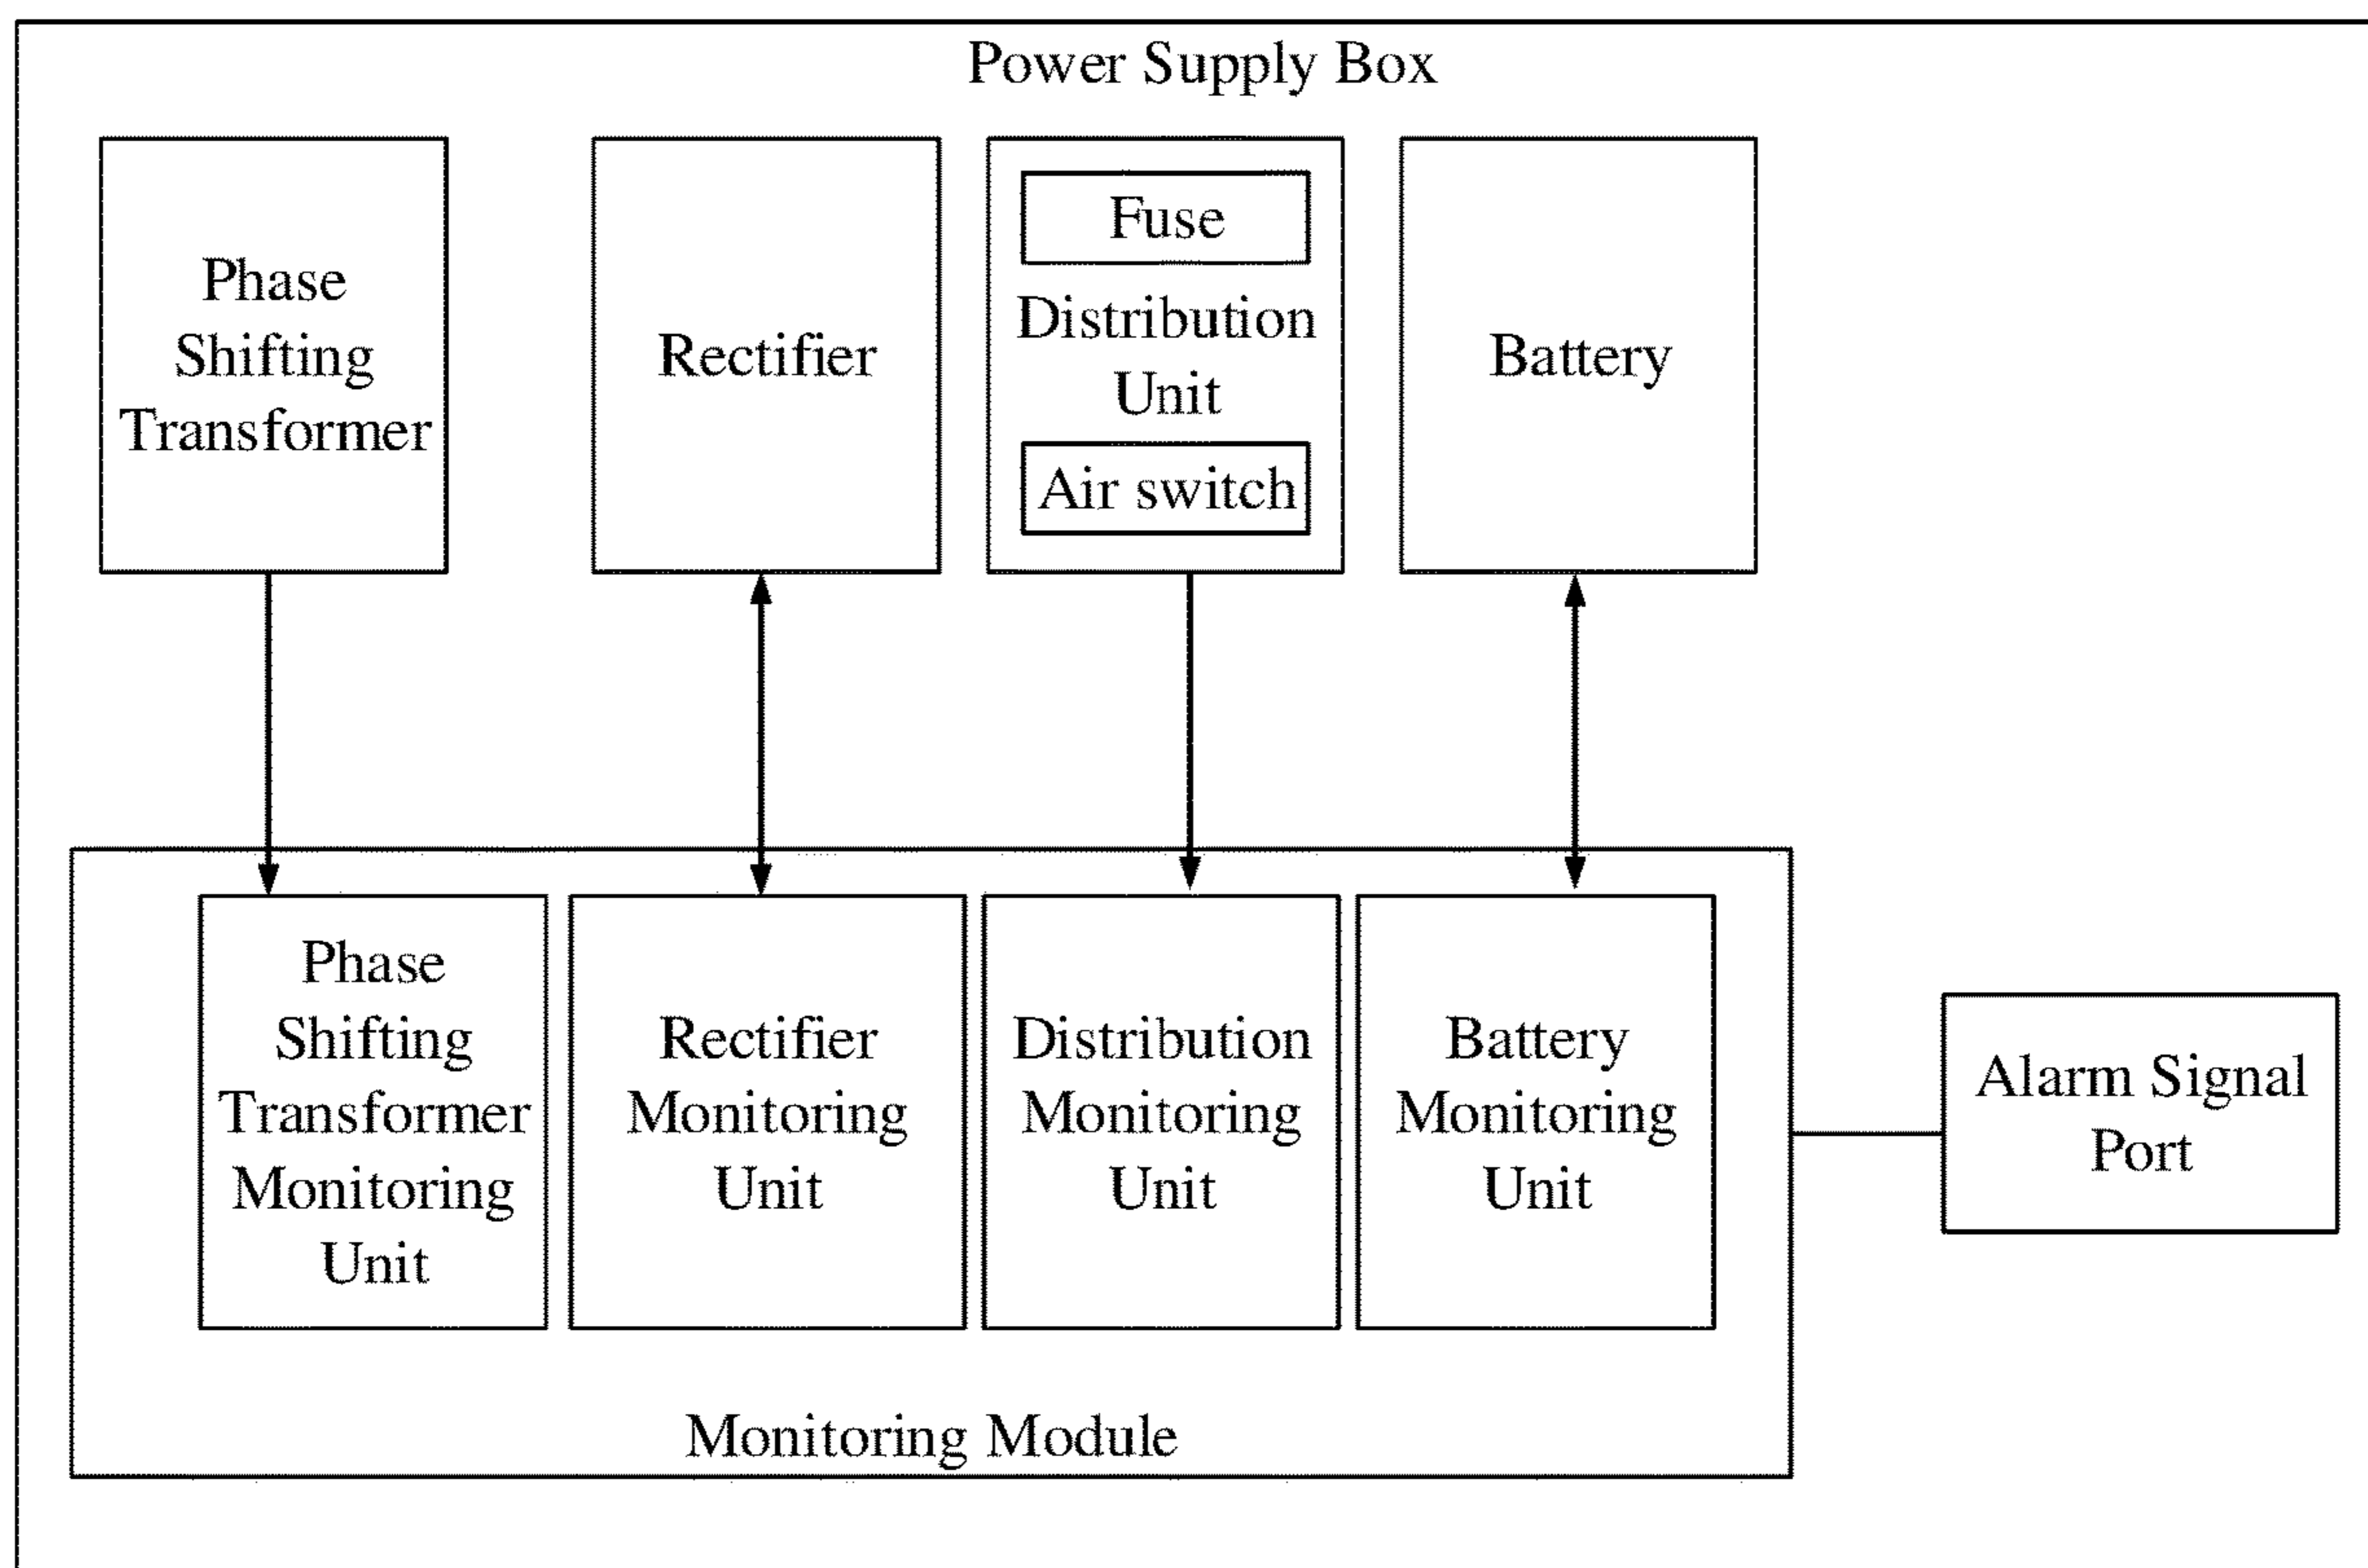 Power Supply Box
Phase
Shifting
Transformer
Rectifier
Fuse
Distribution
Unit
Air switch
Battery
Phase
Shifting
Transformer
Monitoring
Unit
Rectifier
Monitoring
Unit
Distribution
Monitoring
Unit
Battery
Monitoring
Unit
Alarm Signal
Port
Monitoring Module